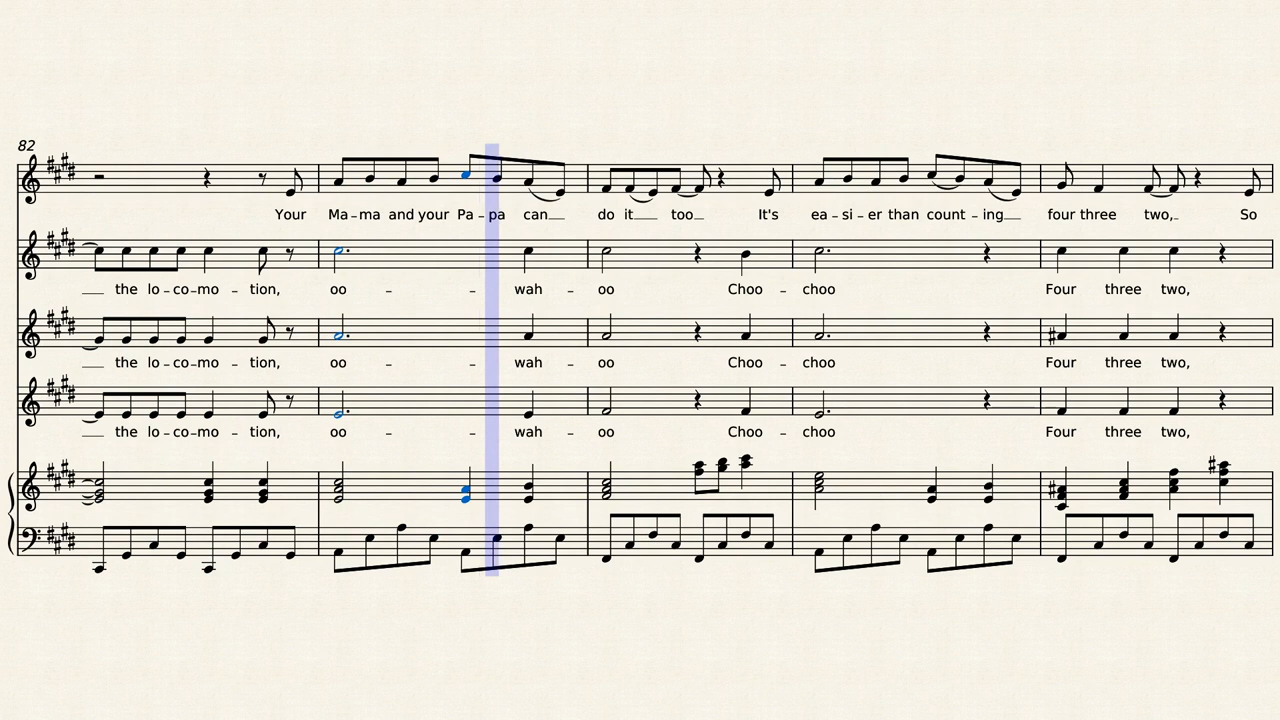 82
Your Ma-ma and your Pa-pa can do it too It's ea-si-er than count-ing four three two, So
the lo-co-mo-tion, oo - - wah - oo Choo-choo Four three two,
the lo-co-mo-tion, oo - - wah - oo Choo-choo Four three two,
the lo-co-mo-tion, oo - - wah - oo Choo-choo Four three two,